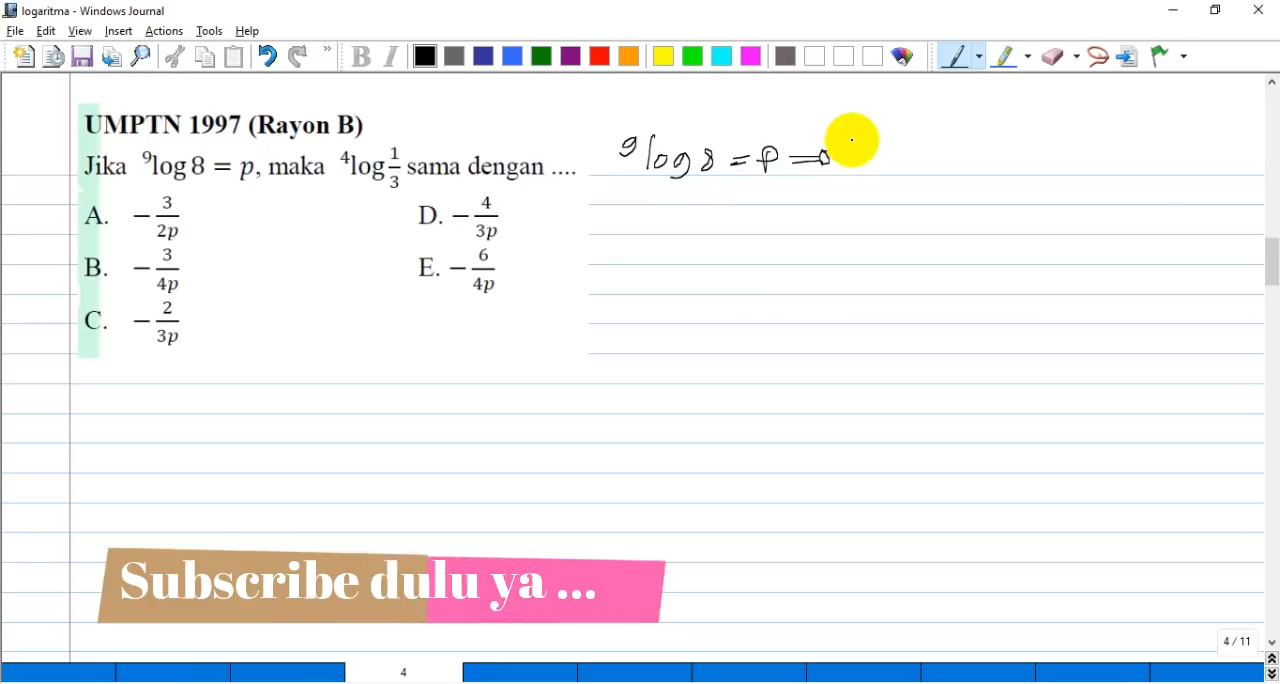 logaritma - Windows Journal
File Edit View Insert Actions Tools Help
UMPTN 1997 (Rayon B)
Jika ⁹log 8 = p, maka ⁴log 1/3 sama dengan ....
A. −3/2p D. −4/3p
B. −3/4p E. −6/4p
C. −2/3p
⁹log 8 = p ⇒
Subscribe dulu ya ...
4 / 11
4